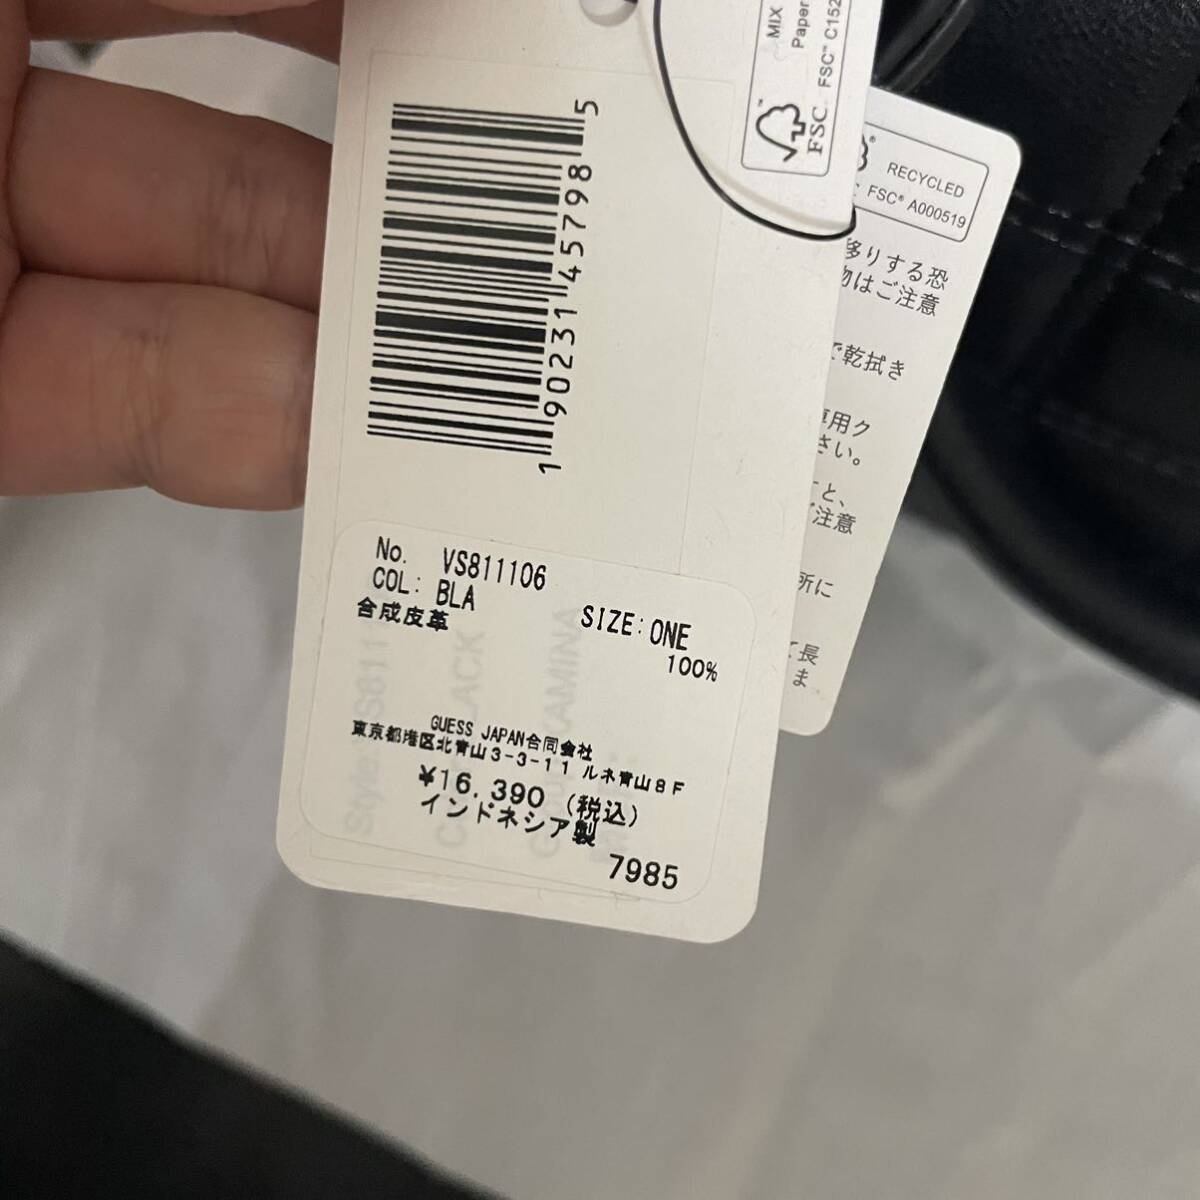 MIX
Paper
FSC™ C152
FSC
RECYCLED
FSC® A000519
移りする恐
物はご注意
で乾拭き
専用ク
さい。
と、
ご注意
所に
て長
ま
1 90231 45798 5
No. VS811106
COL: BLA
SIZE: ONE
合成皮革
100%
GUESS JAPAN合同会社
東京都港区北青山3-3-11 ルネ青山8F
¥16,390 (税込)
インドネシア製
7985